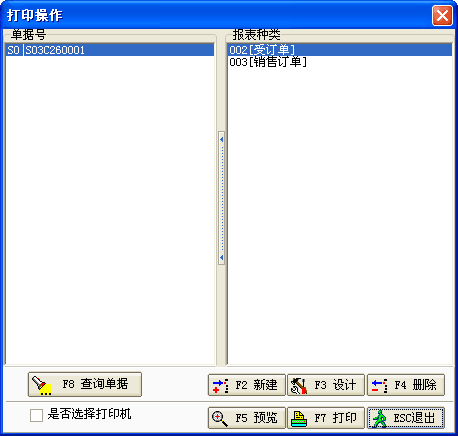 打印操作
单据号
SO|SO3C260001
报表种类
002[受订单]
003[销售订单]
F8 查询单据
F2 新建
F3 设计
F4 删除
是否选择打印机
F5 预览
F7 打印
ESC退出